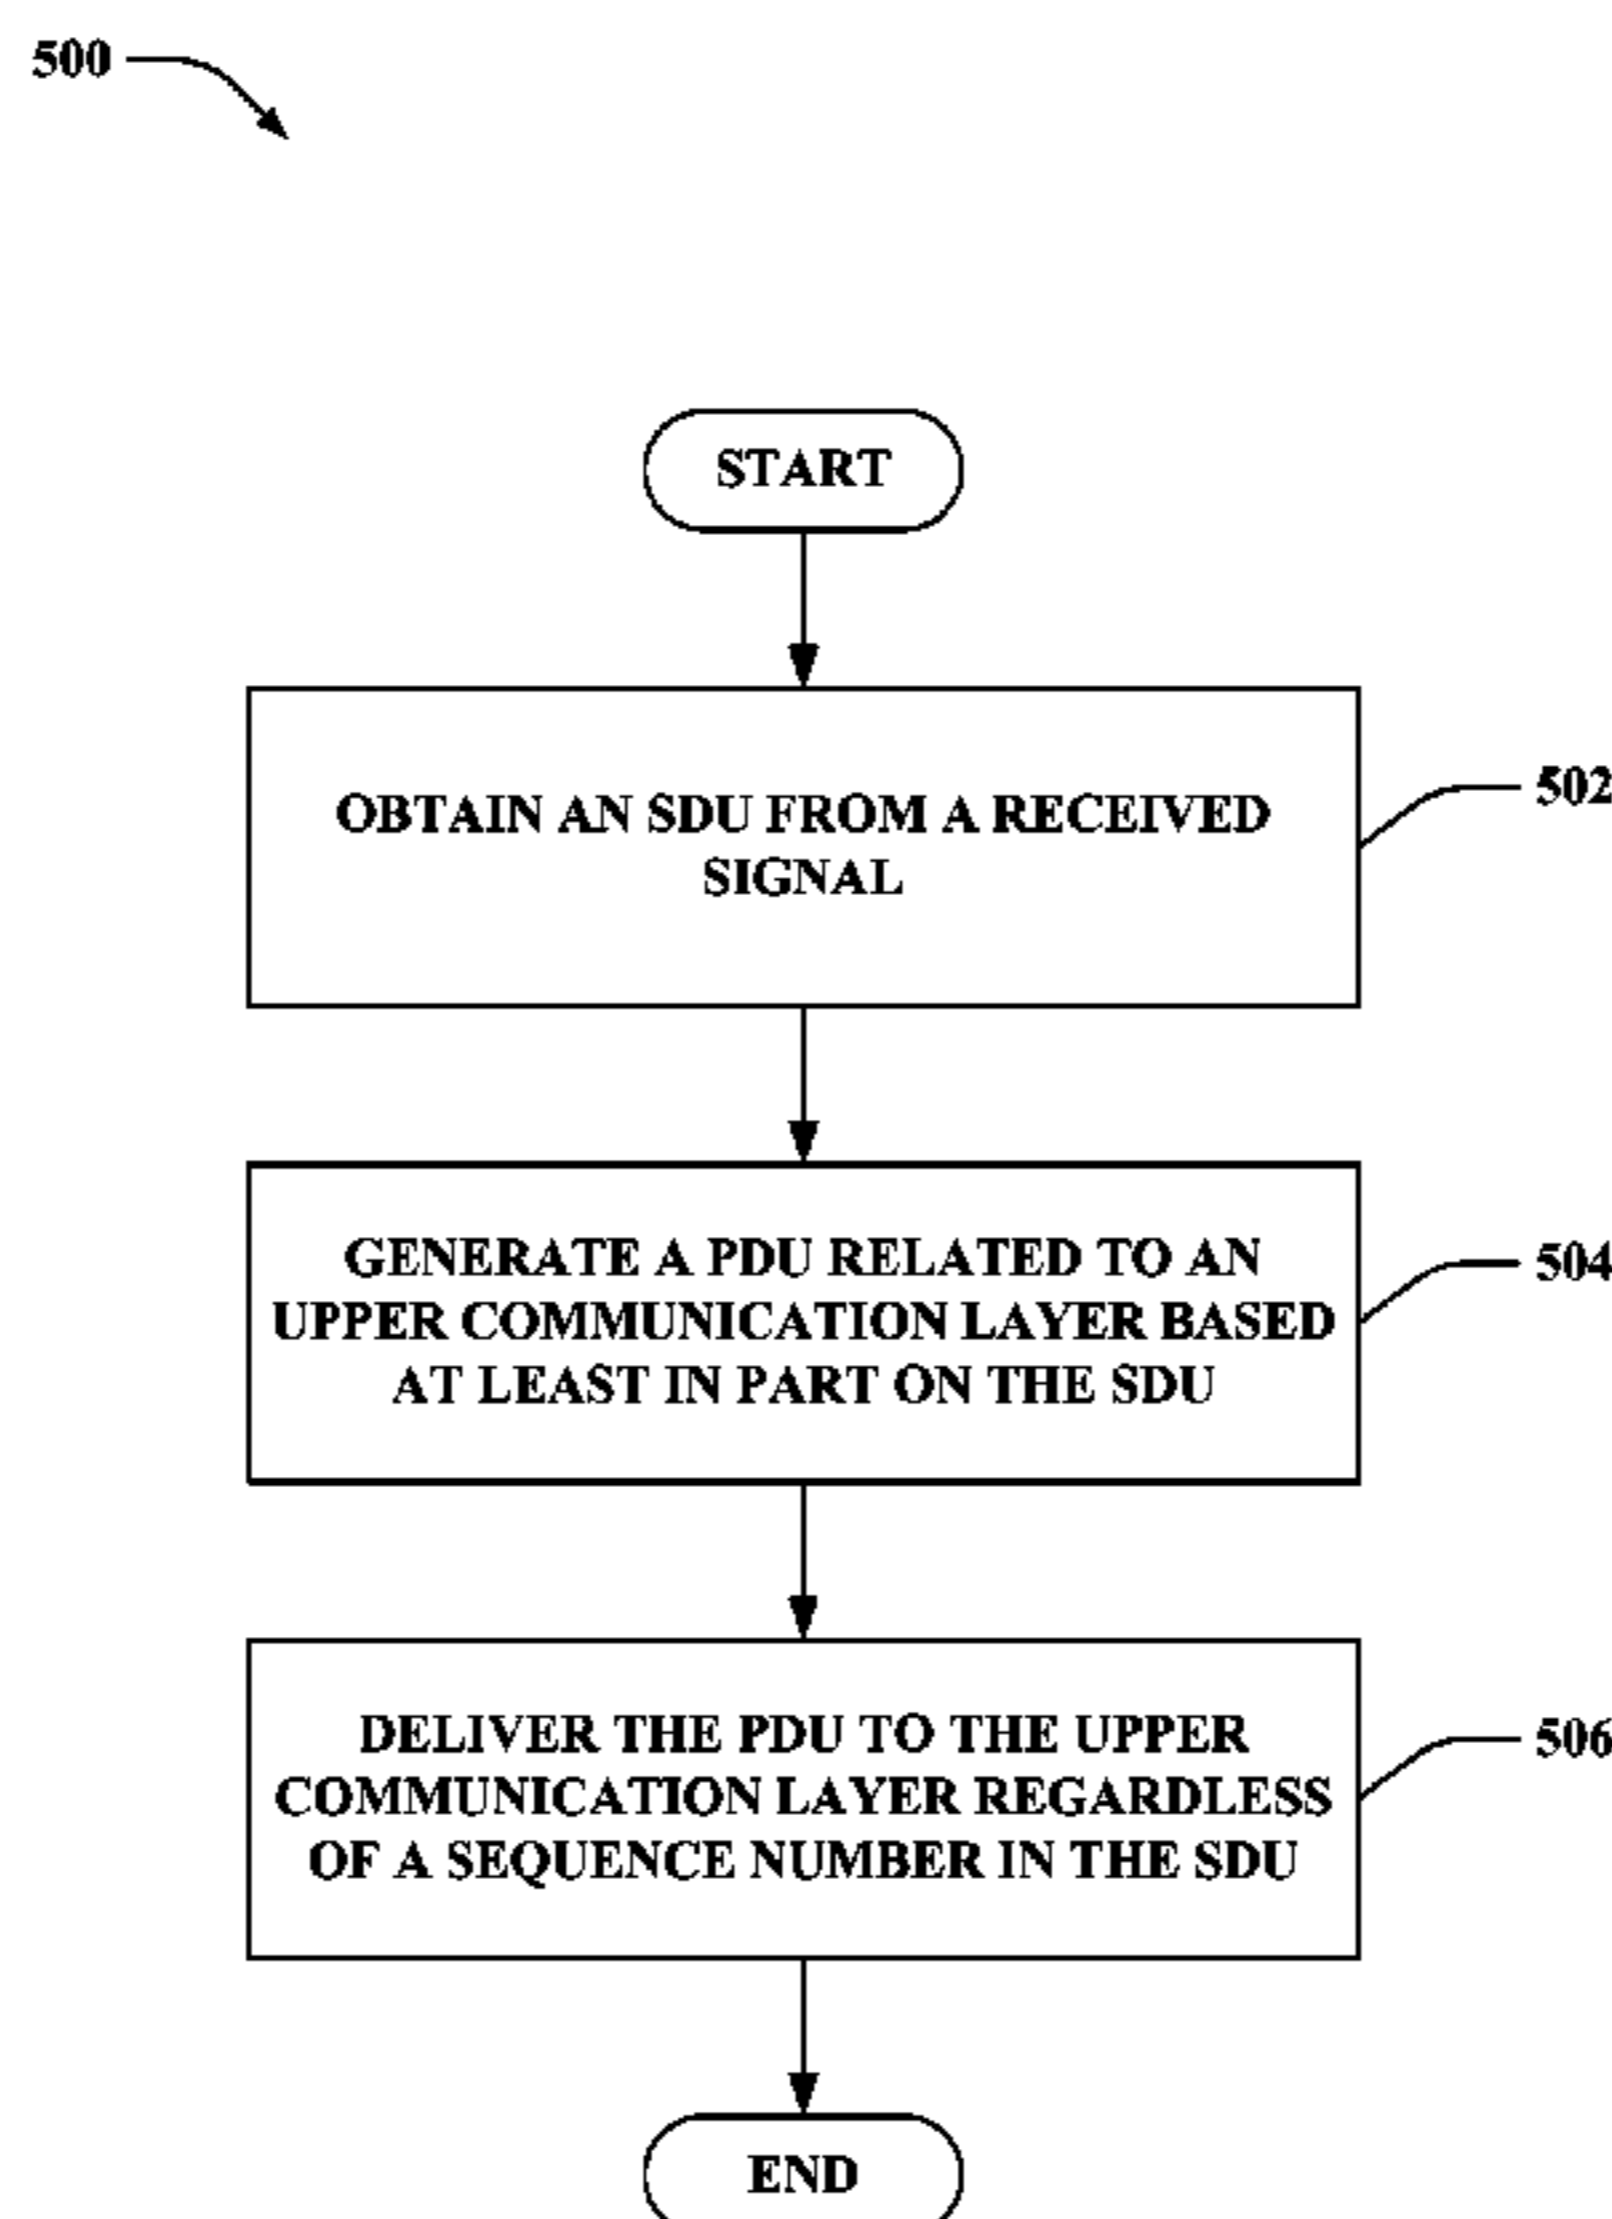 500
START
OBTAIN AN SDU FROM A RECEIVED
SIGNAL
502
GENERATE A PDU RELATED TO AN
UPPER COMMUNICATION LAYER BASED
AT LEAST IN PART ON THE SDU
504
DELIVER THE PDU TO THE UPPER
COMMUNICATION LAYER REGARDLESS
OF A SEQUENCE NUMBER IN THE SDU
506
END